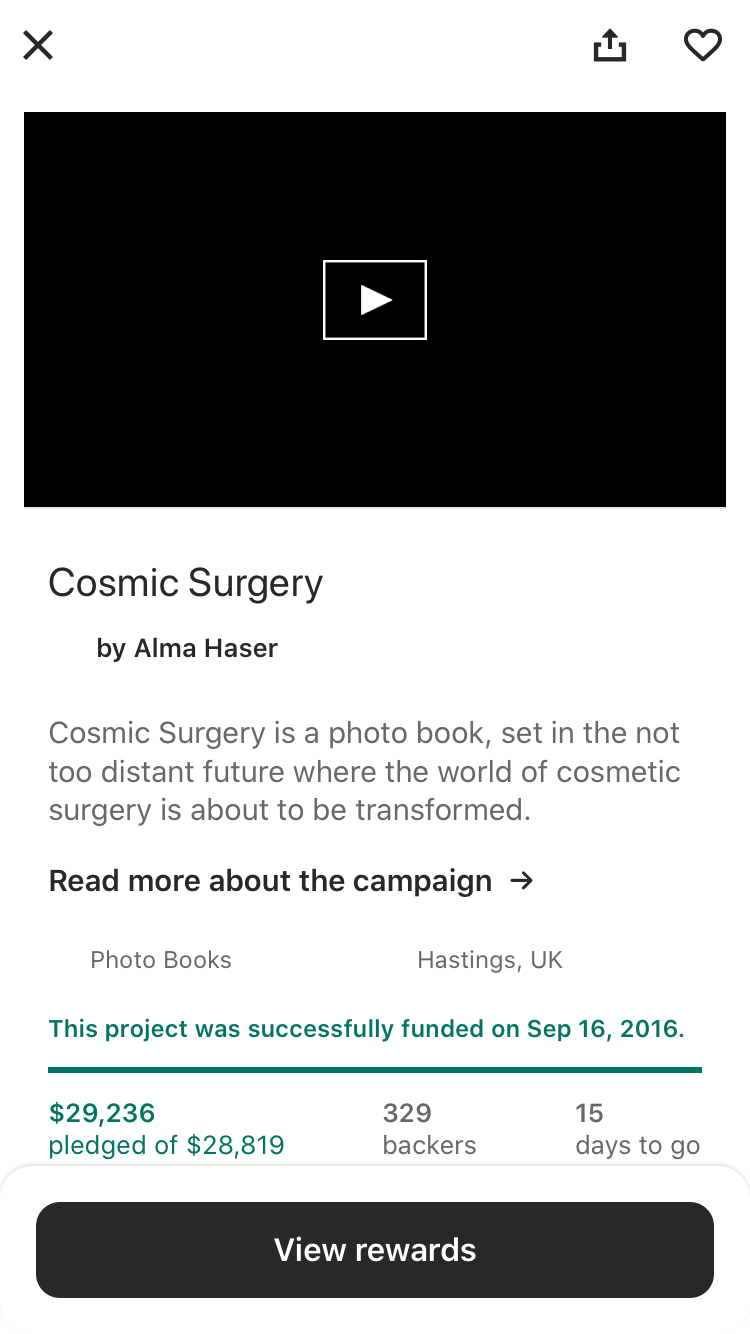 Cosmic Surgery
by Alma Haser
Cosmic Surgery is a photo book, set in the not
too distant future where the world of cosmetic
surgery is about to be transformed.
Read more about the campaign →
Photo Books
Hastings, UK
This project was successfully funded on Sep 16, 2016.
$29,236
pledged of $28,819
329
backers
15
days to go
View rewards